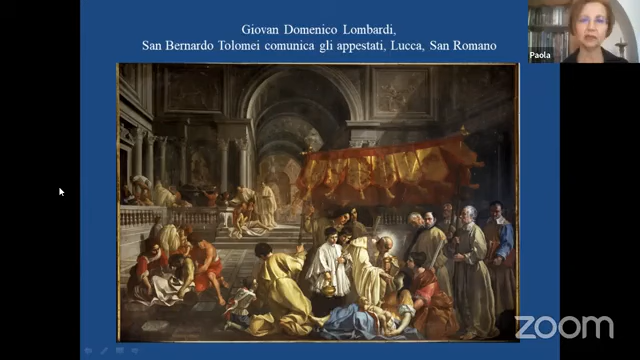 Giovan Domenico Lombardi,
San Bernardo Tolomei comunica gli appestati, Lucca, San Romano
Paola
zoom